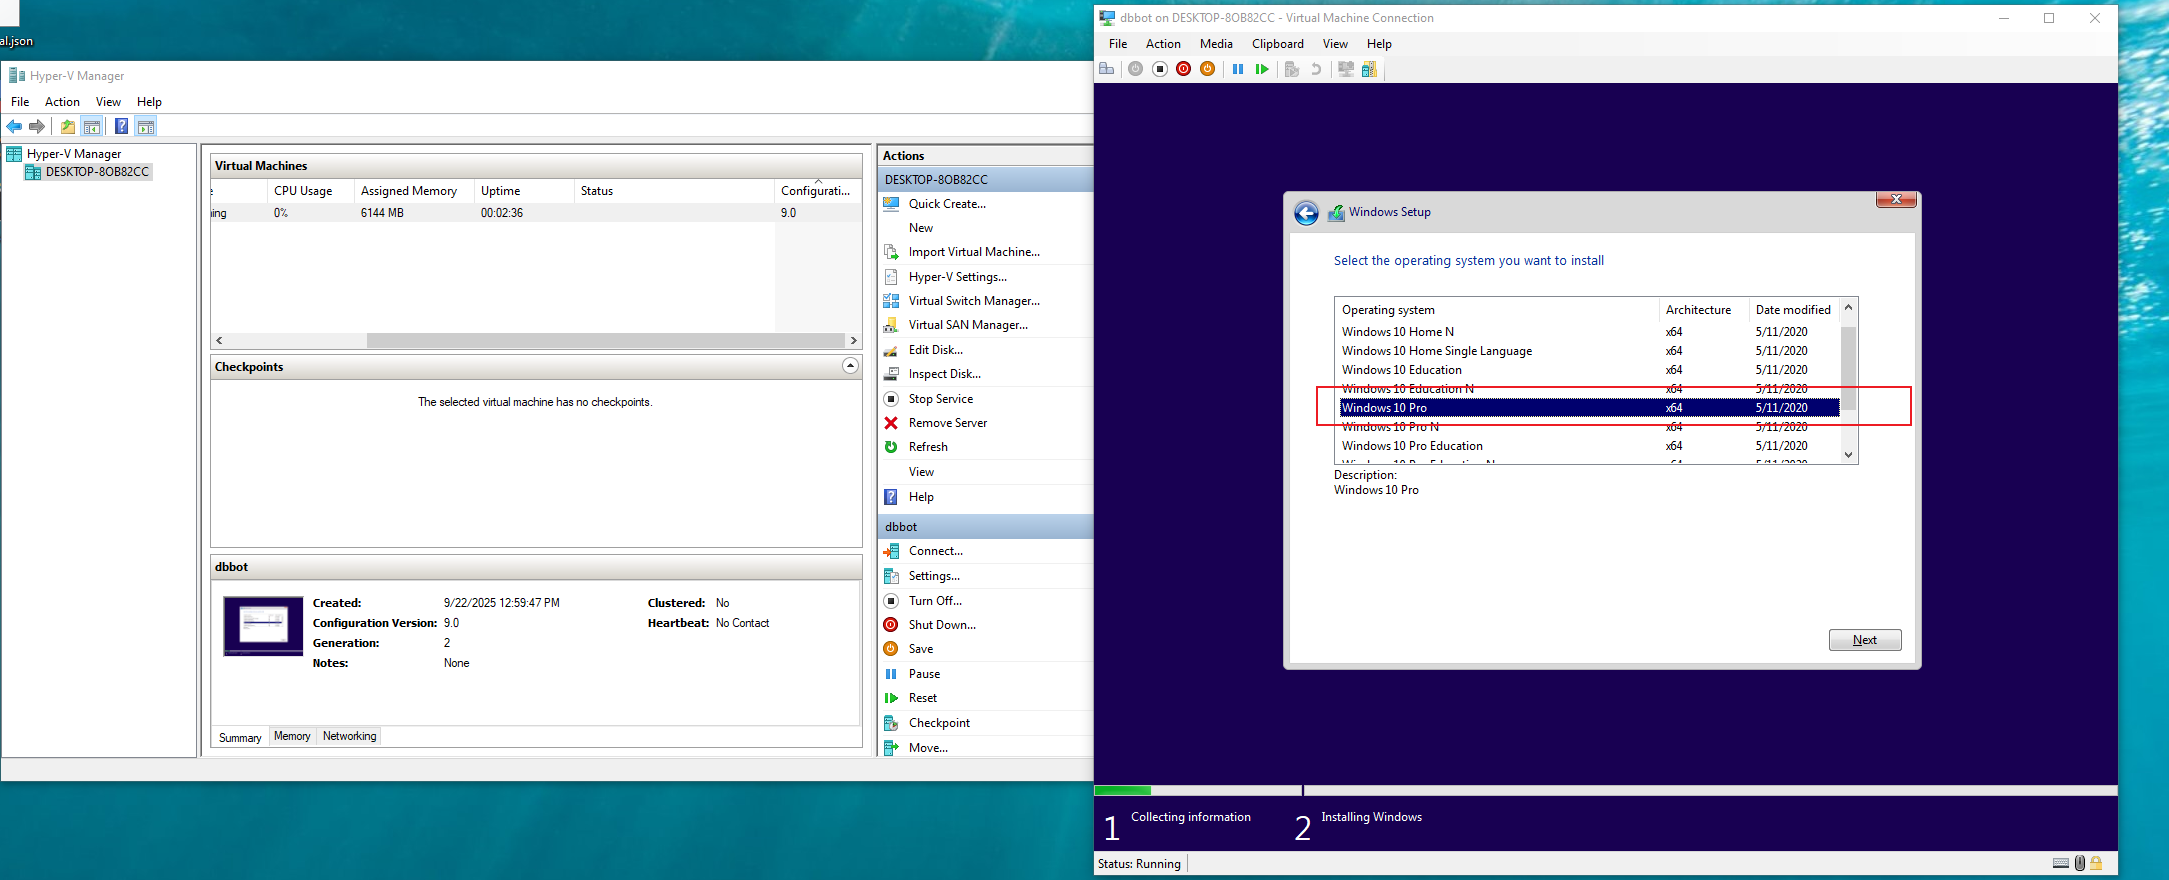 al.json
Hyper-V Manager
File Action View Help
Hyper-V Manager
DESKTOP-8OB82CC
Virtual Machines
CPU Usage Assigned Memory Uptime Status Configurati...
ing 0% 6144 MB 00:02:36 9.0
Checkpoints
The selected virtual machine has no checkpoints.
dbbot
Created: 9/22/2025 12:59:47 PM Clustered: No
Configuration Version: 9.0 Heartbeat: No Contact
Generation: 2
Notes: None
Summary Memory Networking
Actions
DESKTOP-8OB82CC
Quick Create...
New
Import Virtual Machine...
Hyper-V Settings...
Virtual Switch Manager...
Virtual SAN Manager...
Edit Disk...
Inspect Disk...
Stop Service
Remove Server
Refresh
View
Help
dbbot
Connect...
Settings...
Turn Off...
Shut Down...
Save
Pause
Reset
Checkpoint
Move...
dbbot on DESKTOP-8OB82CC - Virtual Machine Connection
File Action Media Clipboard View Help
Windows Setup
Select the operating system you want to install
Operating system Architecture Date modified
Windows 10 Home N x64 5/11/2020
Windows 10 Home Single Language x64 5/11/2020
Windows 10 Education x64 5/11/2020
Windows 10 Education N x64 5/11/2020
Windows 10 Pro x64 5/11/2020
Windows 10 Pro N x64 5/11/2020
Windows 10 Pro Education x64 5/11/2020
Windows 10 Pro Education N x64 5/11/2020
Description:
Windows 10 Pro
Next
1 Collecting information 2 Installing Windows
Status: Running